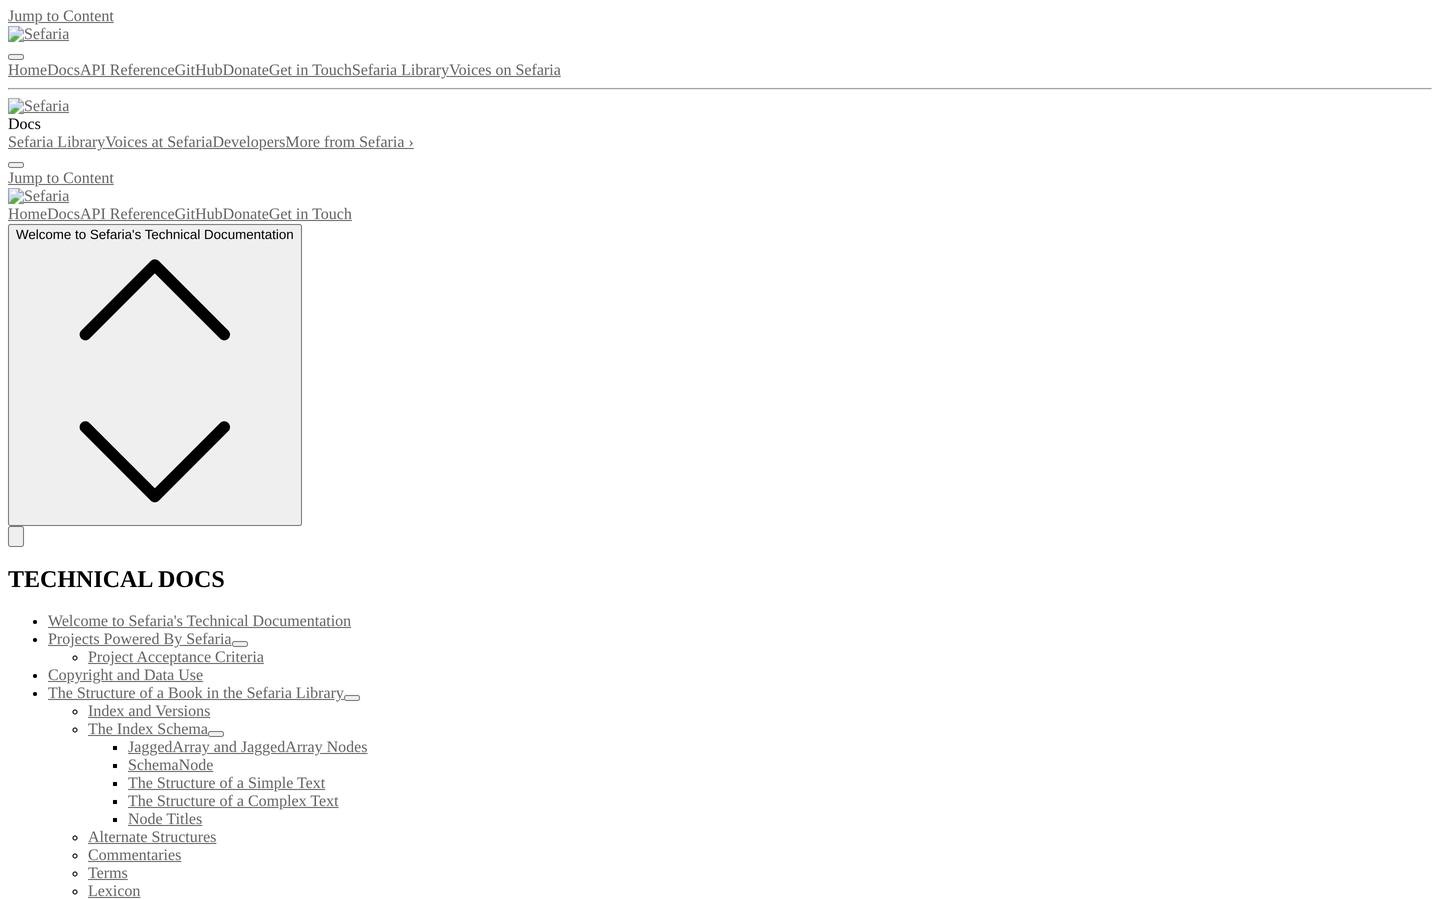 Jump to Content
Sefaria
HomeDocsAPI ReferenceGitHubDonateGet in TouchSefaria LibraryVoices on Sefaria
Sefaria
Docs
Sefaria LibraryVoices at SefariaDevelopersMore from Sefaria ›
Jump to Content
Sefaria
HomeDocsAPI ReferenceGitHubDonateGet in Touch
Welcome to Sefaria's Technical Documentation
TECHNICAL DOCS
Welcome to Sefaria's Technical Documentation
Projects Powered By Sefaria
Project Acceptance Criteria
Copyright and Data Use
The Structure of a Book in the Sefaria Library
Index and Versions
The Index Schema
JaggedArray and JaggedArray Nodes
SchemaNode
The Structure of a Simple Text
The Structure of a Complex Text
Node Titles
Alternate Structures
Commentaries
Terms
Lexicon